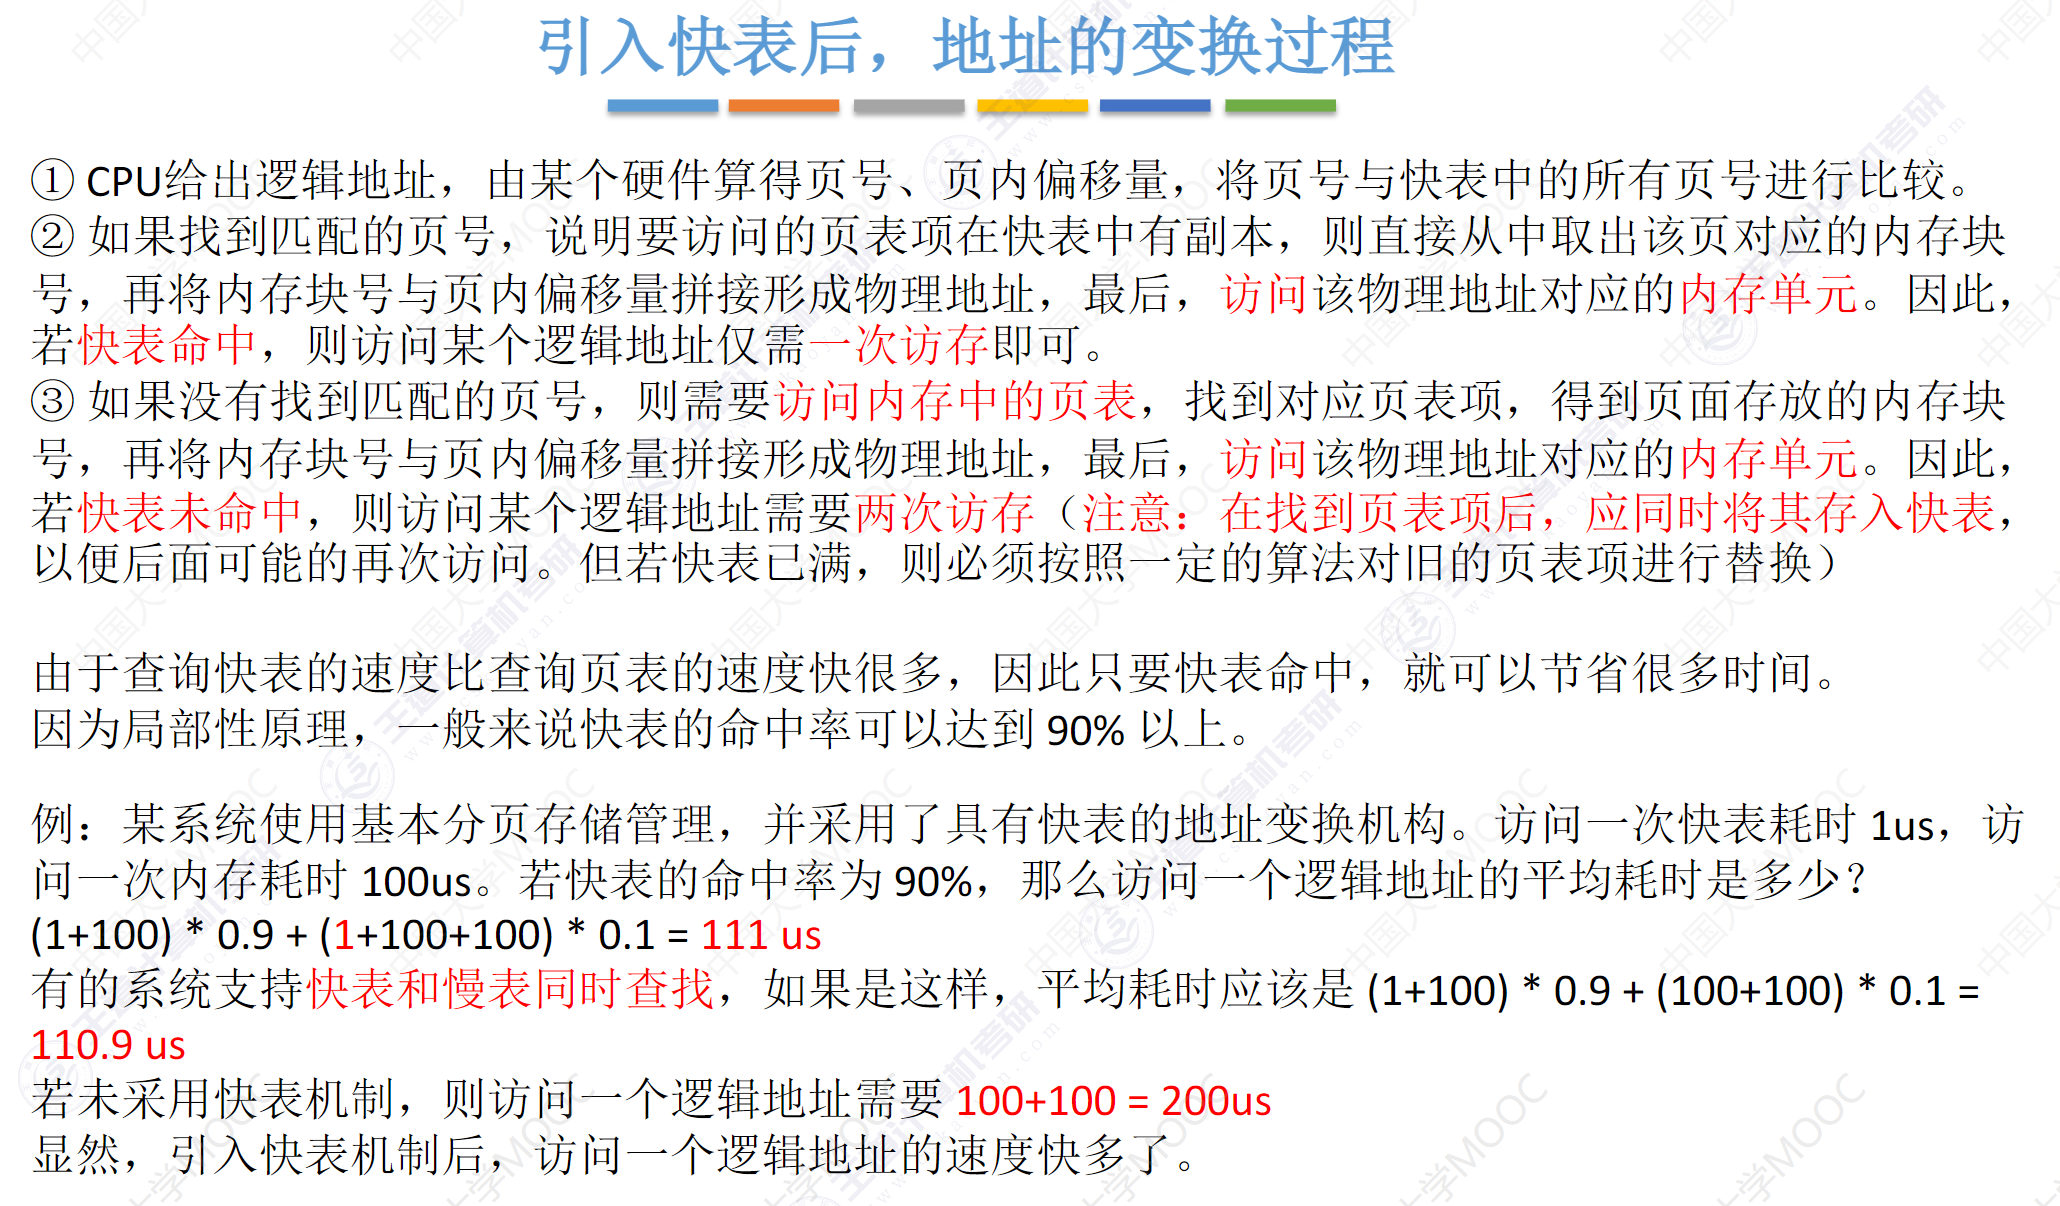 引入快表后，地址的变换过程
① CPU给出逻辑地址，由某个硬件算得页号、页内偏移量，将页号与快表中的所有页号进行比较。
② 如果找到匹配的页号，说明要访问的页表项在快表中有副本，则直接从中取出该页对应的内存块
号，再将内存块号与页内偏移量拼接形成物理地址，最后，访问该物理地址对应的内存单元。因此，
若快表命中，则访问某个逻辑地址仅需一次访存即可。
③ 如果没有找到匹配的页号，则需要访问内存中的页表，找到对应页表项，得到页面存放的内存块
号，再将内存块号与页内偏移量拼接形成物理地址，最后，访问该物理地址对应的内存单元。因此，
若快表未命中，则访问某个逻辑地址需要两次访存（注意：在找到页表项后，应同时将其存入快表，
以便后面可能的再次访问。但若快表已满，则必须按照一定的算法对旧的页表项进行替换）
由于查询快表的速度比查询页表的速度快很多，因此只要快表命中，就可以节省很多时间。
因为局部性原理，一般来说快表的命中率可以达到 90% 以上。
例：某系统使用基本分页存储管理，并采用了具有快表的地址变换机构。访问一次快表耗时 1us，访
问一次内存耗时 100us。若快表的命中率为 90%，那么访问一个逻辑地址的平均耗时是多少？
(1+100) * 0.9 + (1+100+100) * 0.1 = 111 us
有的系统支持快表和慢表同时查找，如果是这样，平均耗时应该是 (1+100) * 0.9 + (100+100) * 0.1 =
110.9 us
若未采用快表机制，则访问一个逻辑地址需要 100+100 = 200us
显然，引入快表机制后，访问一个逻辑地址的速度快多了。